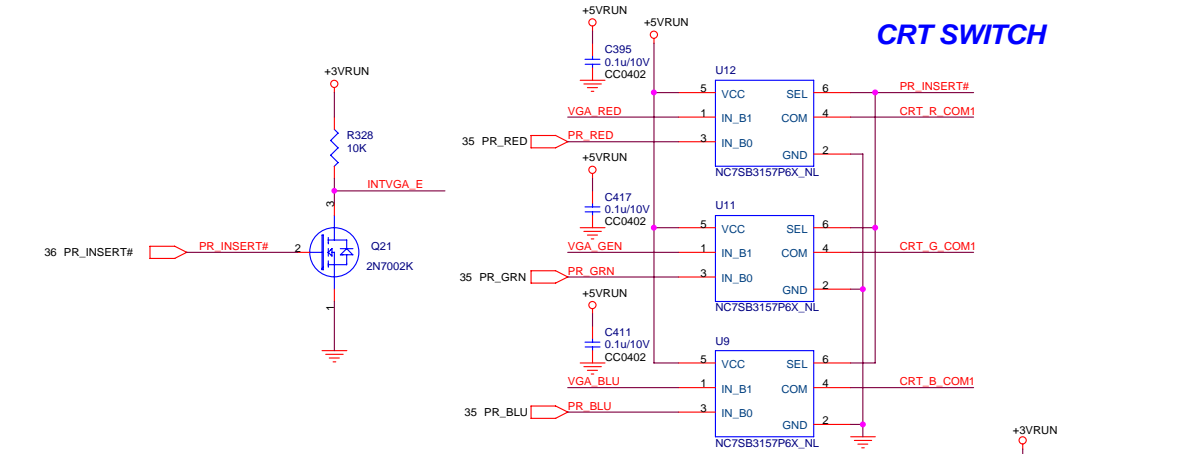 CRT SWITCH
+3VRUN
R328
10K
INTVGA_E
3
36 PR_INSERT#
PR_INSERT#
2
Q21
2N7002K
1
+5VRUN
+5VRUN
C395
0.1u/10V
CC0402
U12
5 VCC SEL 6 PR_INSERT#
VGA_RED 1 IN_B1 COM 4 CRT_R_COM1
35 PR_RED PR_RED 3 IN_B0
GND 2
NC7SB3157P6X_NL
+5VRUN
C417
0.1u/10V
CC0402
U11
5 VCC SEL 6
VGA_GEN 1 IN_B1 COM 4 CRT_G_COM1
35 PR_GRN PR_GRN 3 IN_B0
GND 2
NC7SB3157P6X_NL
+5VRUN
C411
0.1u/10V
CC0402
U9
5 VCC SEL 6
VGA_BLU 1 IN_B1 COM 4 CRT_B_COM1
35 PR_BLU PR_BLU 3 IN_B0
GND 2
NC7SB3157P6X_NL
+3VRUN